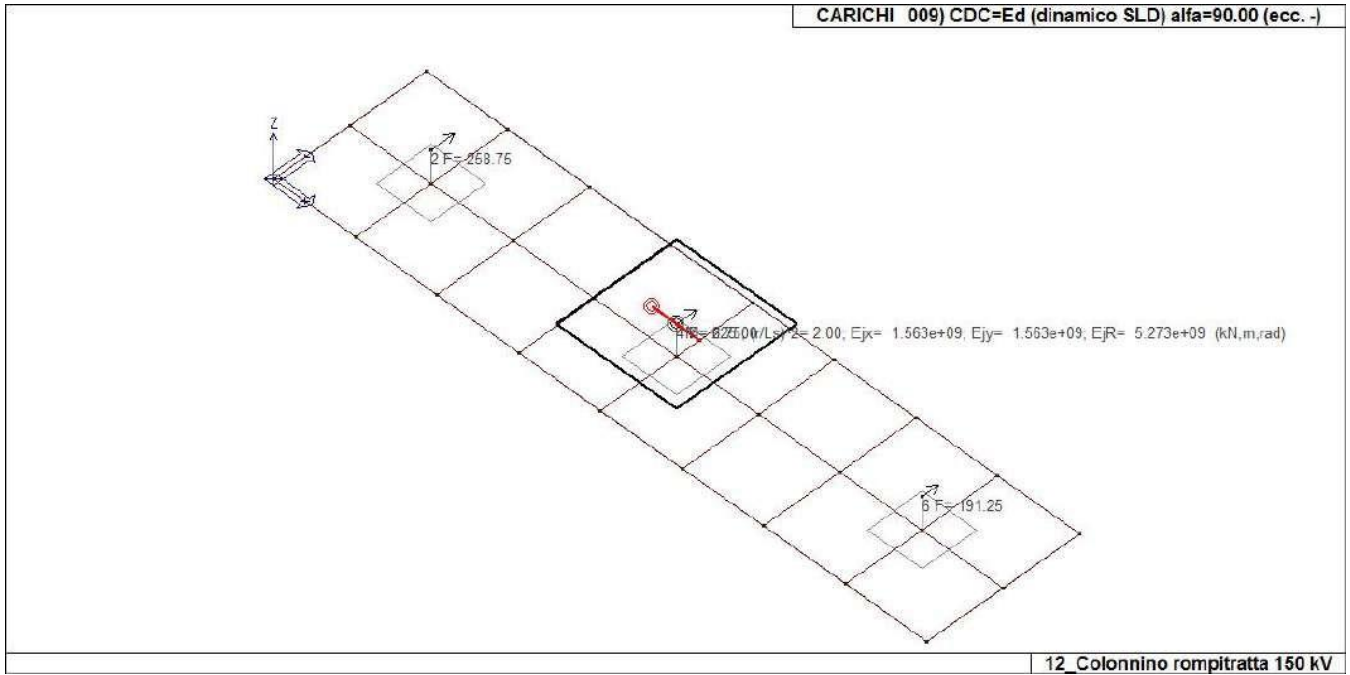 CARICHI 009) CDC=Ed (dinamico SLD) alfa=90.00 (ecc. -)
Z
2 F= 258.75
2= 2.00; Ejx= 1.563e+09; Ejy= 1.563e+09; EjR= 5.273e+09 (kN,m,rad)
6 F= 191.25
12_Colonnino rompitratta 150 kV